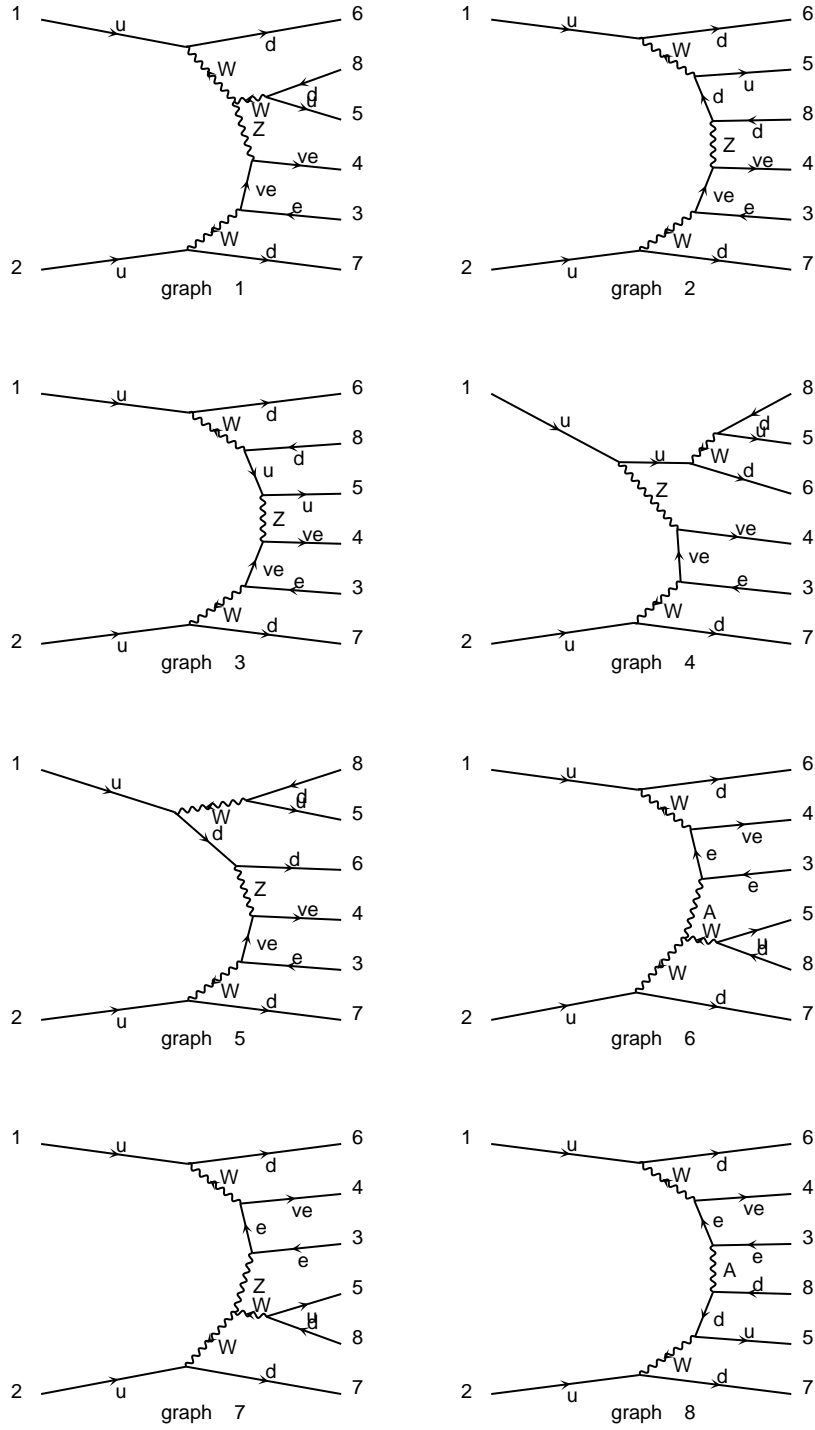 1 u d 6
W
8
d
u
W 5
Z
ve 4
ve
e 3
W
d
2 u 7
graph 1
1 u d 6
W
5
u
d
8
d
Z
ve 4
ve
e 3
W
d
2 u 7
graph 2
1 u d 6
W
8
d
u
5
u
Z
ve 4
ve
e 3
W
d
2 u 7
graph 3
1 u
8
d
u
5
W
u d
Z 6
ve 4
ve
e 3
W
d
2 u 7
graph 4
1 u
8
d
u
W 5
d
d 6
Z
ve 4
ve
e 3
W
d
2 u 7
graph 5
1 u d 6
W
4
ve
e
3
e
A
5
W
u
d
8
W
d
2 u 7
graph 6
1 u d 6
W
4
ve
e
3
e
Z
5
W
u
d
8
W
d
2 u 7
graph 7
1 u d 6
W
4
ve
e
3
e
A
d 8
d
u 5
W
d
2 u 7
graph 8